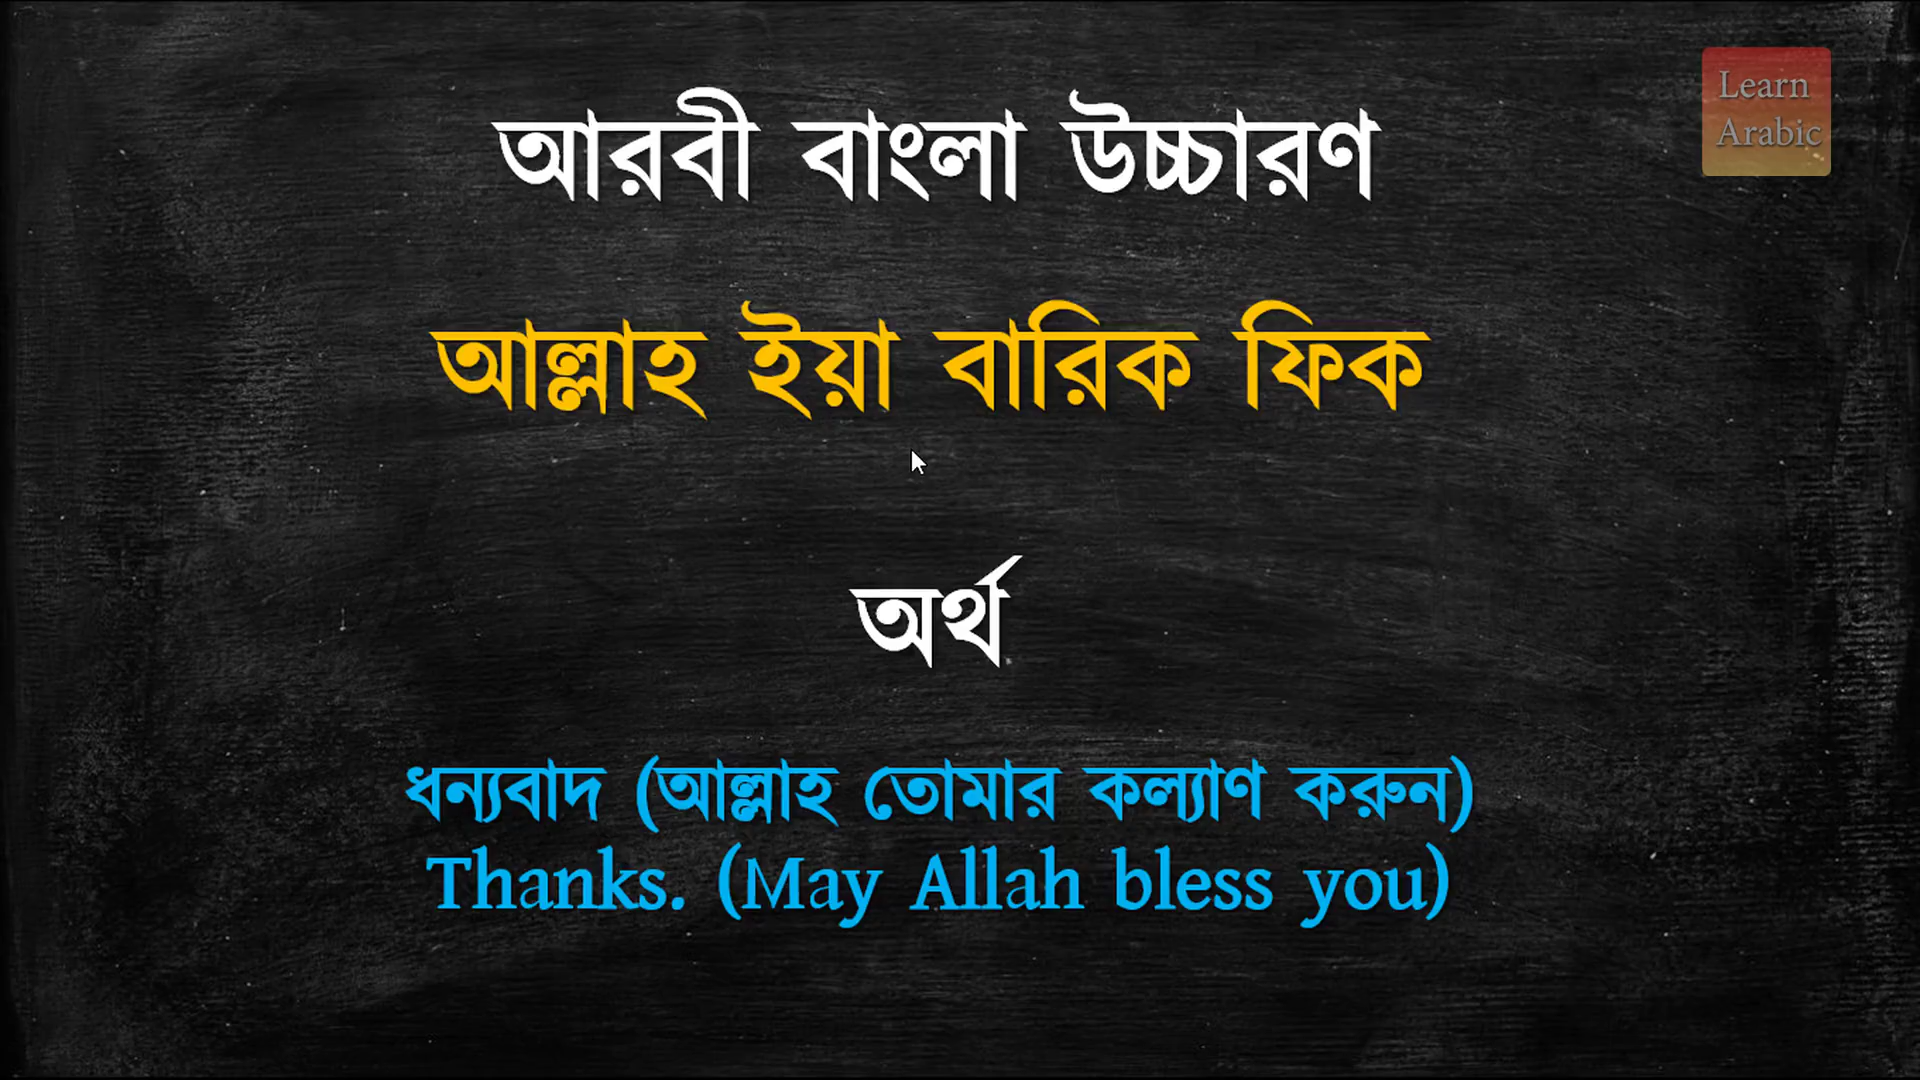 Learn
Arabic
আরবী বাংলা উচ্চারণ
আল্লাহ ইয়া বারিক ফিক
অর্থ
ধন্যবাদ (আল্লাহ তোমার কল্যাণ করুন)
Thanks. (May Allah bless you)